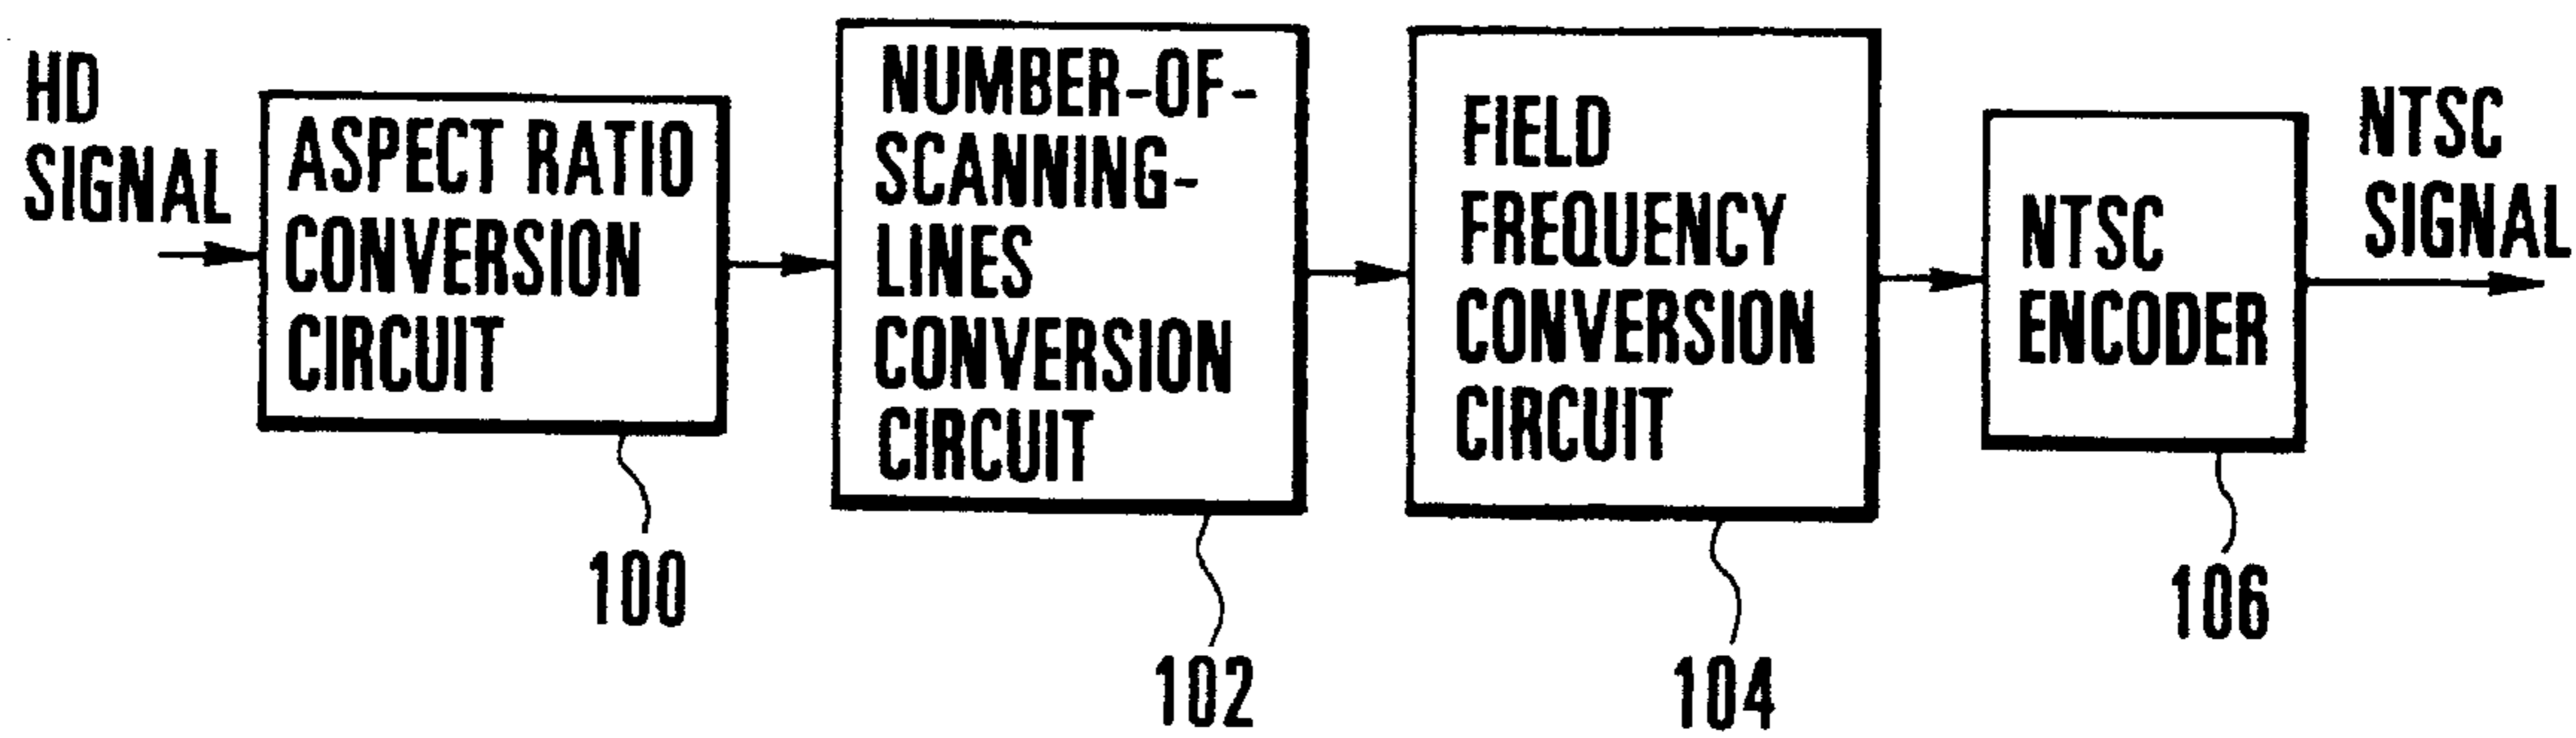 HD
SIGNAL
ASPECT RATIO
CONVERSION
CIRCUIT
100
NUMBER-OF-
SCANNING-
LINES
CONVERSION
CIRCUIT
102
FIELD
FREQUENCY
CONVERSION
CIRCUIT
104
NTSC
ENCODER
106
NTSC
SIGNAL